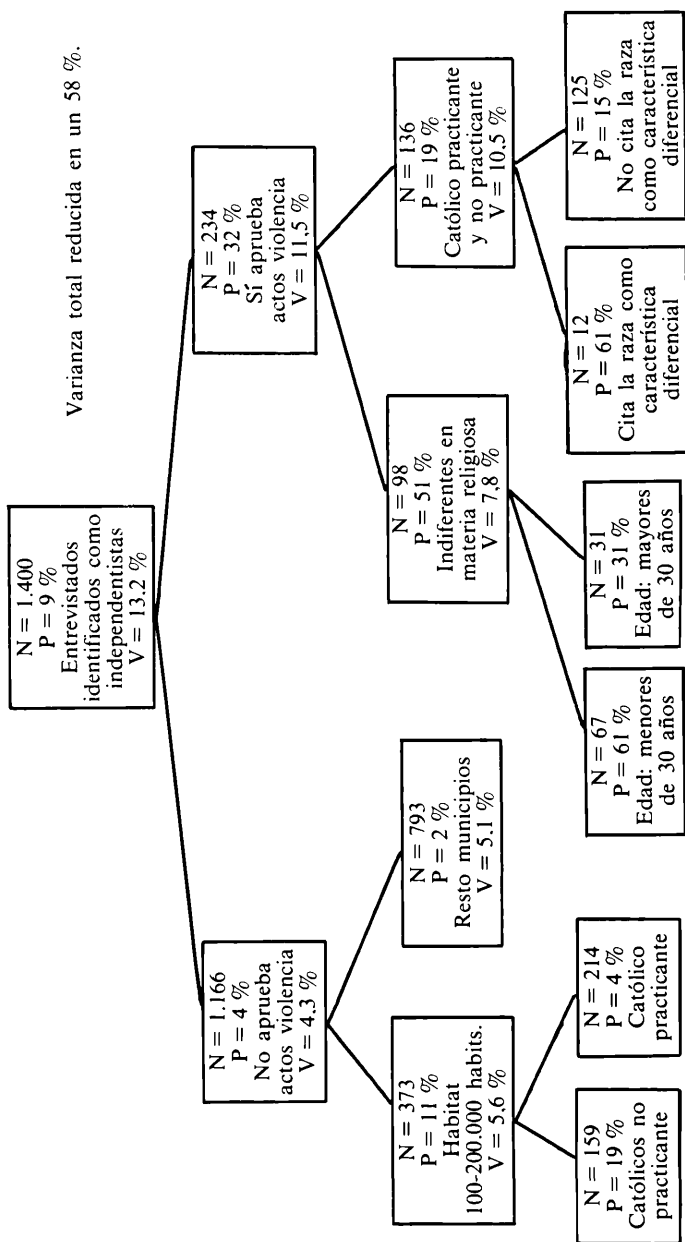 Varianza total reducida en un 58 %.
N = 1.400
P = 9 %
Entrevistados
identificados como
independentistas
V = 13.2 %
N = 1.166
P = 4 %
No aprueba
actos violencia
V = 4.3 %
N = 234
P = 32 %
Sí aprueba
actos violencia
V = 11,5 %
N = 373
P = 11 %
Habitat
100-200.000 habits.
V = 5.6 %
N = 793
P = 2 %
Resto municipios
V = 5.1 %
N = 98
P = 51 %
Indiferentes en
materia religiosa
V = 7,8 %
N = 136
P = 19 %
Católico practicante
y no practicante
V = 10.5 %
N = 159
P = 19 %
Católicos no
practicante
N = 214
P = 4 %
Católico
practicante
N = 67
P = 61 %
Edad: menores
de 30 años
N = 31
P = 31 %
Edad: mayores
de 30 años
N = 12
P = 61 %
Cita la raza como
característica
diferencial
N = 125
P = 15 %
No cita la raza
como característica
diferencial